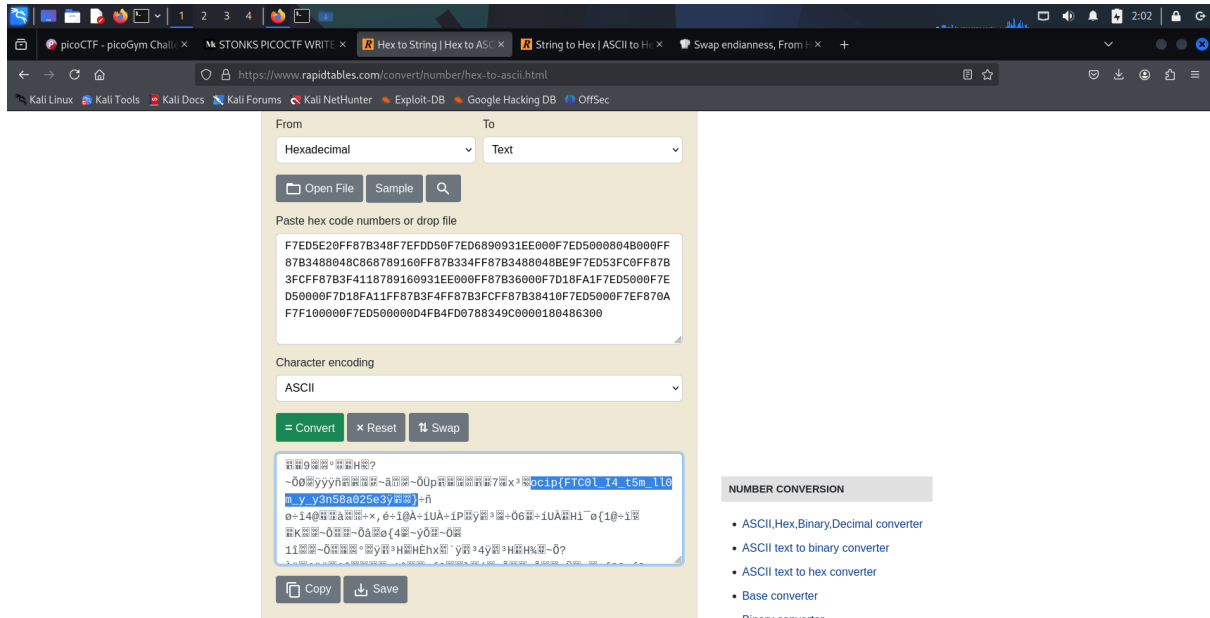 1 2 3 4
2:02
picoCTF - picoGym Challe
STONKS PICOCTF WRITE
Hex to String | Hex to ASC
String to Hex | ASCII to He
Swap endianness, From H
https://www.rapidtables.com/convert/number/hex-to-ascii.html
Kali Linux Kali Tools Kali Docs Kali Forums Kali NetHunter Exploit-DB Google Hacking DB OffSec
From To
Hexadecimal Text
Open File Sample
Paste hex code numbers or drop file
F7ED5E20FF87B348F7EFDD50F7ED6890931EE000F7ED5000804B000FF
87B3488048C868789160FF87B334FF87B3488048BE9F7ED53FC0FF87B
3FCFF87B3F4118789160931EE000FF87B36000F7D18FA1F7ED5000F7E
D50000F7D18FA11FF87B3F4FF87B3FCFF87B38410F7ED5000F7EF870A
F7F100000F7ED500000D4FB4FD0788349C0000180486300
Character encoding
ASCII
= Convert × Reset Swap
ocip{FTC0l_I4_t5m_ll0
m_y_y3n58a025e3ÿ}
Copy Save
NUMBER CONVERSION
ASCII,Hex,Binary,Decimal converter
ASCII text to binary converter
ASCII text to hex converter
Base converter